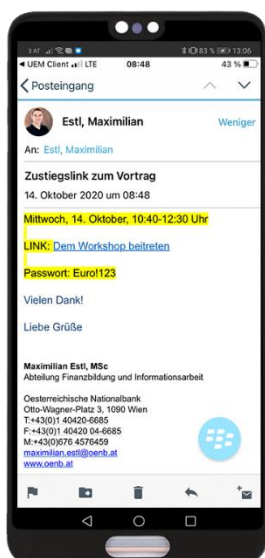 3 AT
83 % 13:06
UEM Client LTE 08:48 43 %
Posteingang
Estl, Maximilian Weniger
An: Estl, Maximilian
Zustiegslink zum Vortrag
14. Oktober 2020 um 08:48
Mittwoch, 14. Oktober, 10:40-12:30 Uhr
LINK: Dem Workshop beitreten
Passwort: Euro!123
Vielen Dank!
Liebe Grüße
Maximilian Estl, MSc
Abteilung Finanzbildung und Informationsarbeit
Oesterreichische Nationalbank
Otto-Wagner-Platz 3, 1090 Wien
T:+43(0)1 40420-6685
F:+43(0)1 40420 04-6685
M:+43(0)676 4576459
maximilian.estl@oenb.at
www.oenb.at